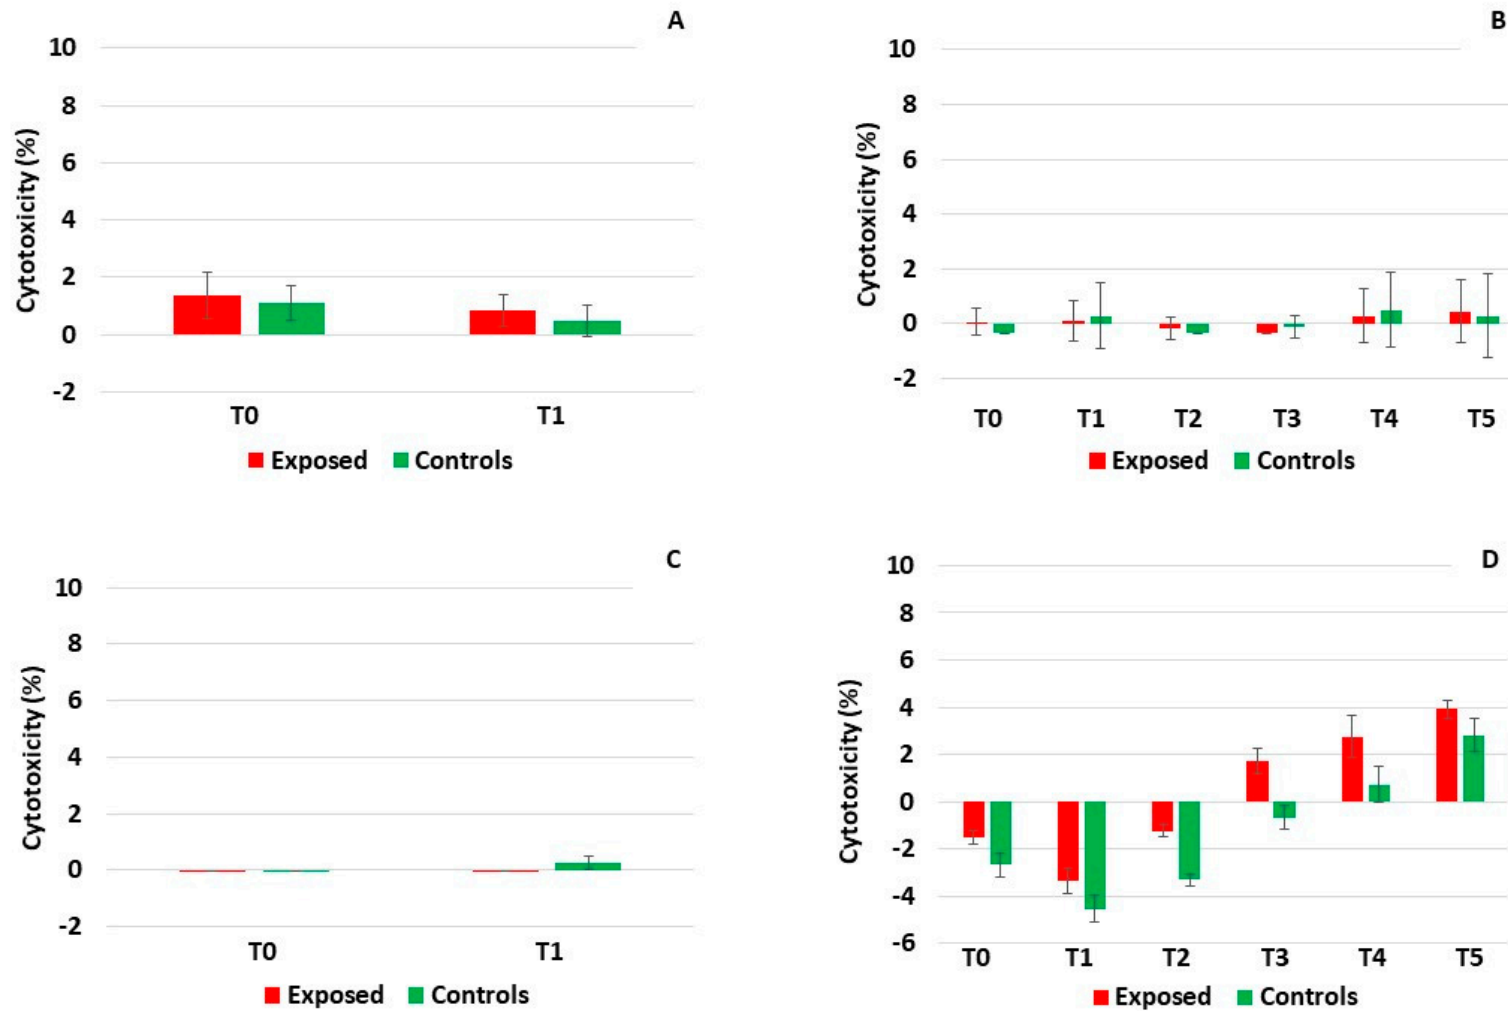 A
Cytotoxicity (%)
10
8
6
4
2
0
-2
T0 T1
Exposed Controls
B
Cytotoxicity (%)
10
8
6
4
2
0
-2
T0 T1 T2 T3 T4 T5
Exposed Controls
C
Cytotoxicity (%)
10
8
6
4
2
0
-2
T0 T1
Exposed Controls
D
Cytotoxicity (%)
10
8
6
4
2
0
-2
-4
-6
T0 T1 T2 T3 T4 T5
Exposed Controls